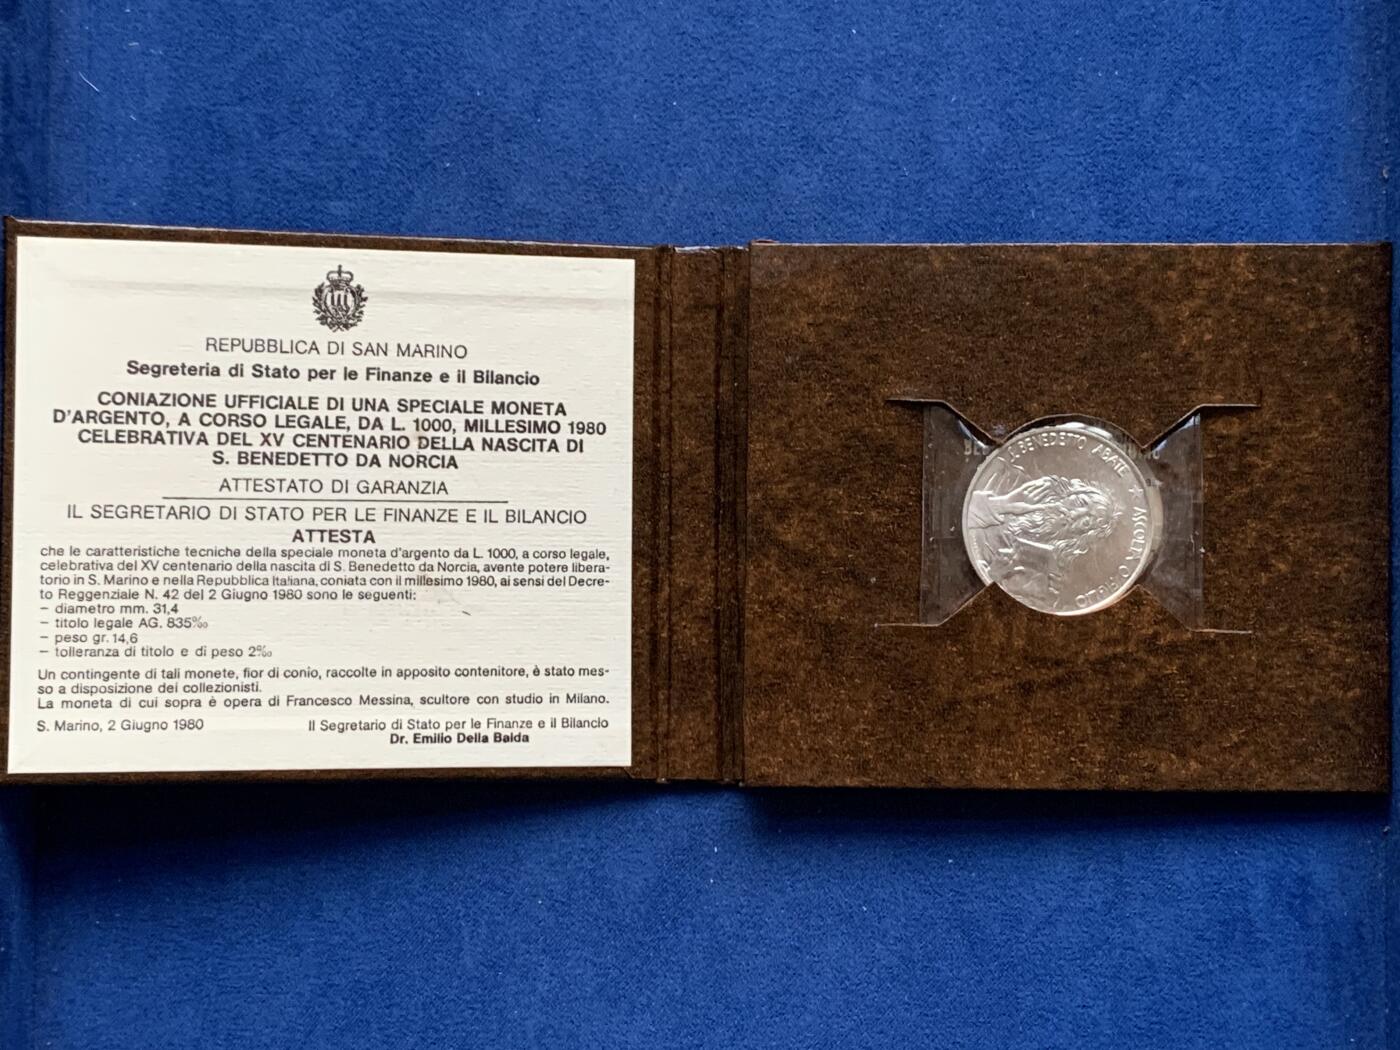 REPUBBLICA DI SAN MARINO
Segreteria di Stato per le Finanze e il Bilancio
CONIAZIONE UFFICIALE DI UNA SPECIALE MONETA
D'ARGENTO, A CORSO LEGALE, DA L. 1000, MILLESIMO 1980
CELEBRATIVA DEL XV CENTENARIO DELLA NASCITA DI
S. BENEDETTO DA NORCIA
ATTESTATO DI GARANZIA
IL SEGRETARIO DI STATO PER LE FINANZE E IL BILANCIO
ATTESTA
che le caratteristiche tecniche della speciale moneta d'argento da L. 1000, a corso legale,
celebrativa del XV centenario della nascita di S. Benedetto da Norcia, avente potere libera-
torio in S. Marino e nella Repubblica Italiana, coniata con il millesimo 1980, ai sensi del Decre-
to Reggenziale N. 42 del 2 Giugno 1980 sono le seguenti:
– diametro mm. 31,4
– titolo legale AG. 835‰
– peso gr. 14,6
– tolleranza di titolo e di peso 2‰
Un contingente di tali monete, fior di conio, raccolte in apposito contenitore, è stato mes-
so a disposizione dei collezionisti.
La moneta di cui sopra è opera di Francesco Messina, scultore con studio in Milano.
S. Marino, 2 Giugno 1980
Il Segretario di Stato per le Finanze e il Bilancio
Dr. Emilio Della Balda
S. BENEDETTO ABATE ★ ASCOLTA O FIGLIO